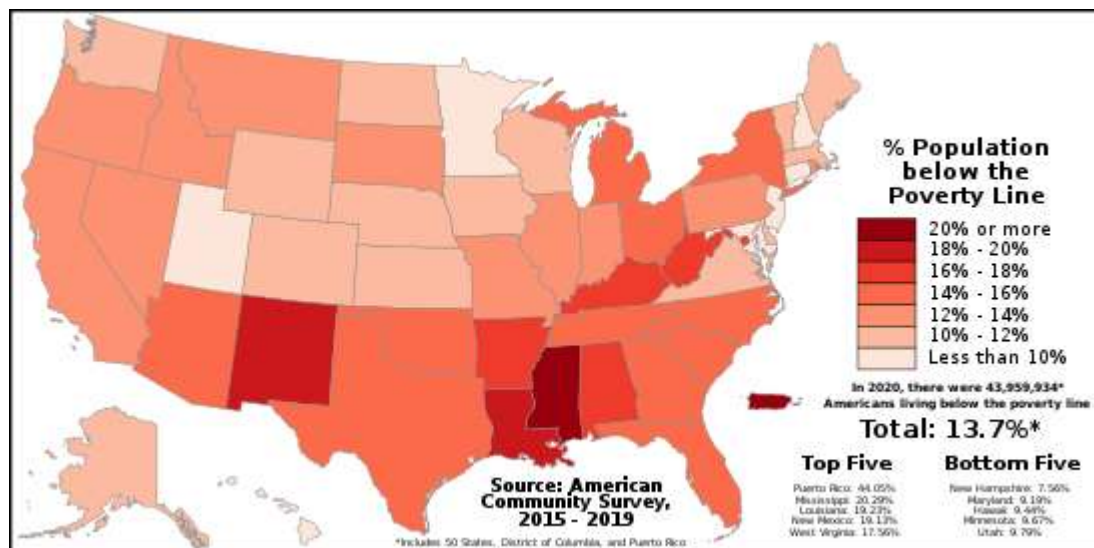 % Population
below the
Poverty Line
20% or more
18% - 20%
16% - 18%
14% - 16%
12% - 14%
10% - 12%
Less than 10%
In 2020, there were 43,959,934*
Americans living below the poverty line
Total: 13.7%*
Top Five
Puerto Rico: 44.05%
Mississippi: 20.29%
Louisiana: 19.23%
New Mexico: 19.13%
West Virginia: 17.56%
Bottom Five
New Hampshire: 7.56%
Maryland: 9.19%
Hawaii: 9.44%
Minnesota: 9.67%
Utah: 9.79%
Source: American
Community Survey,
2015 - 2019
*Includes 50 States, District of Columbia, and Puerto Rico